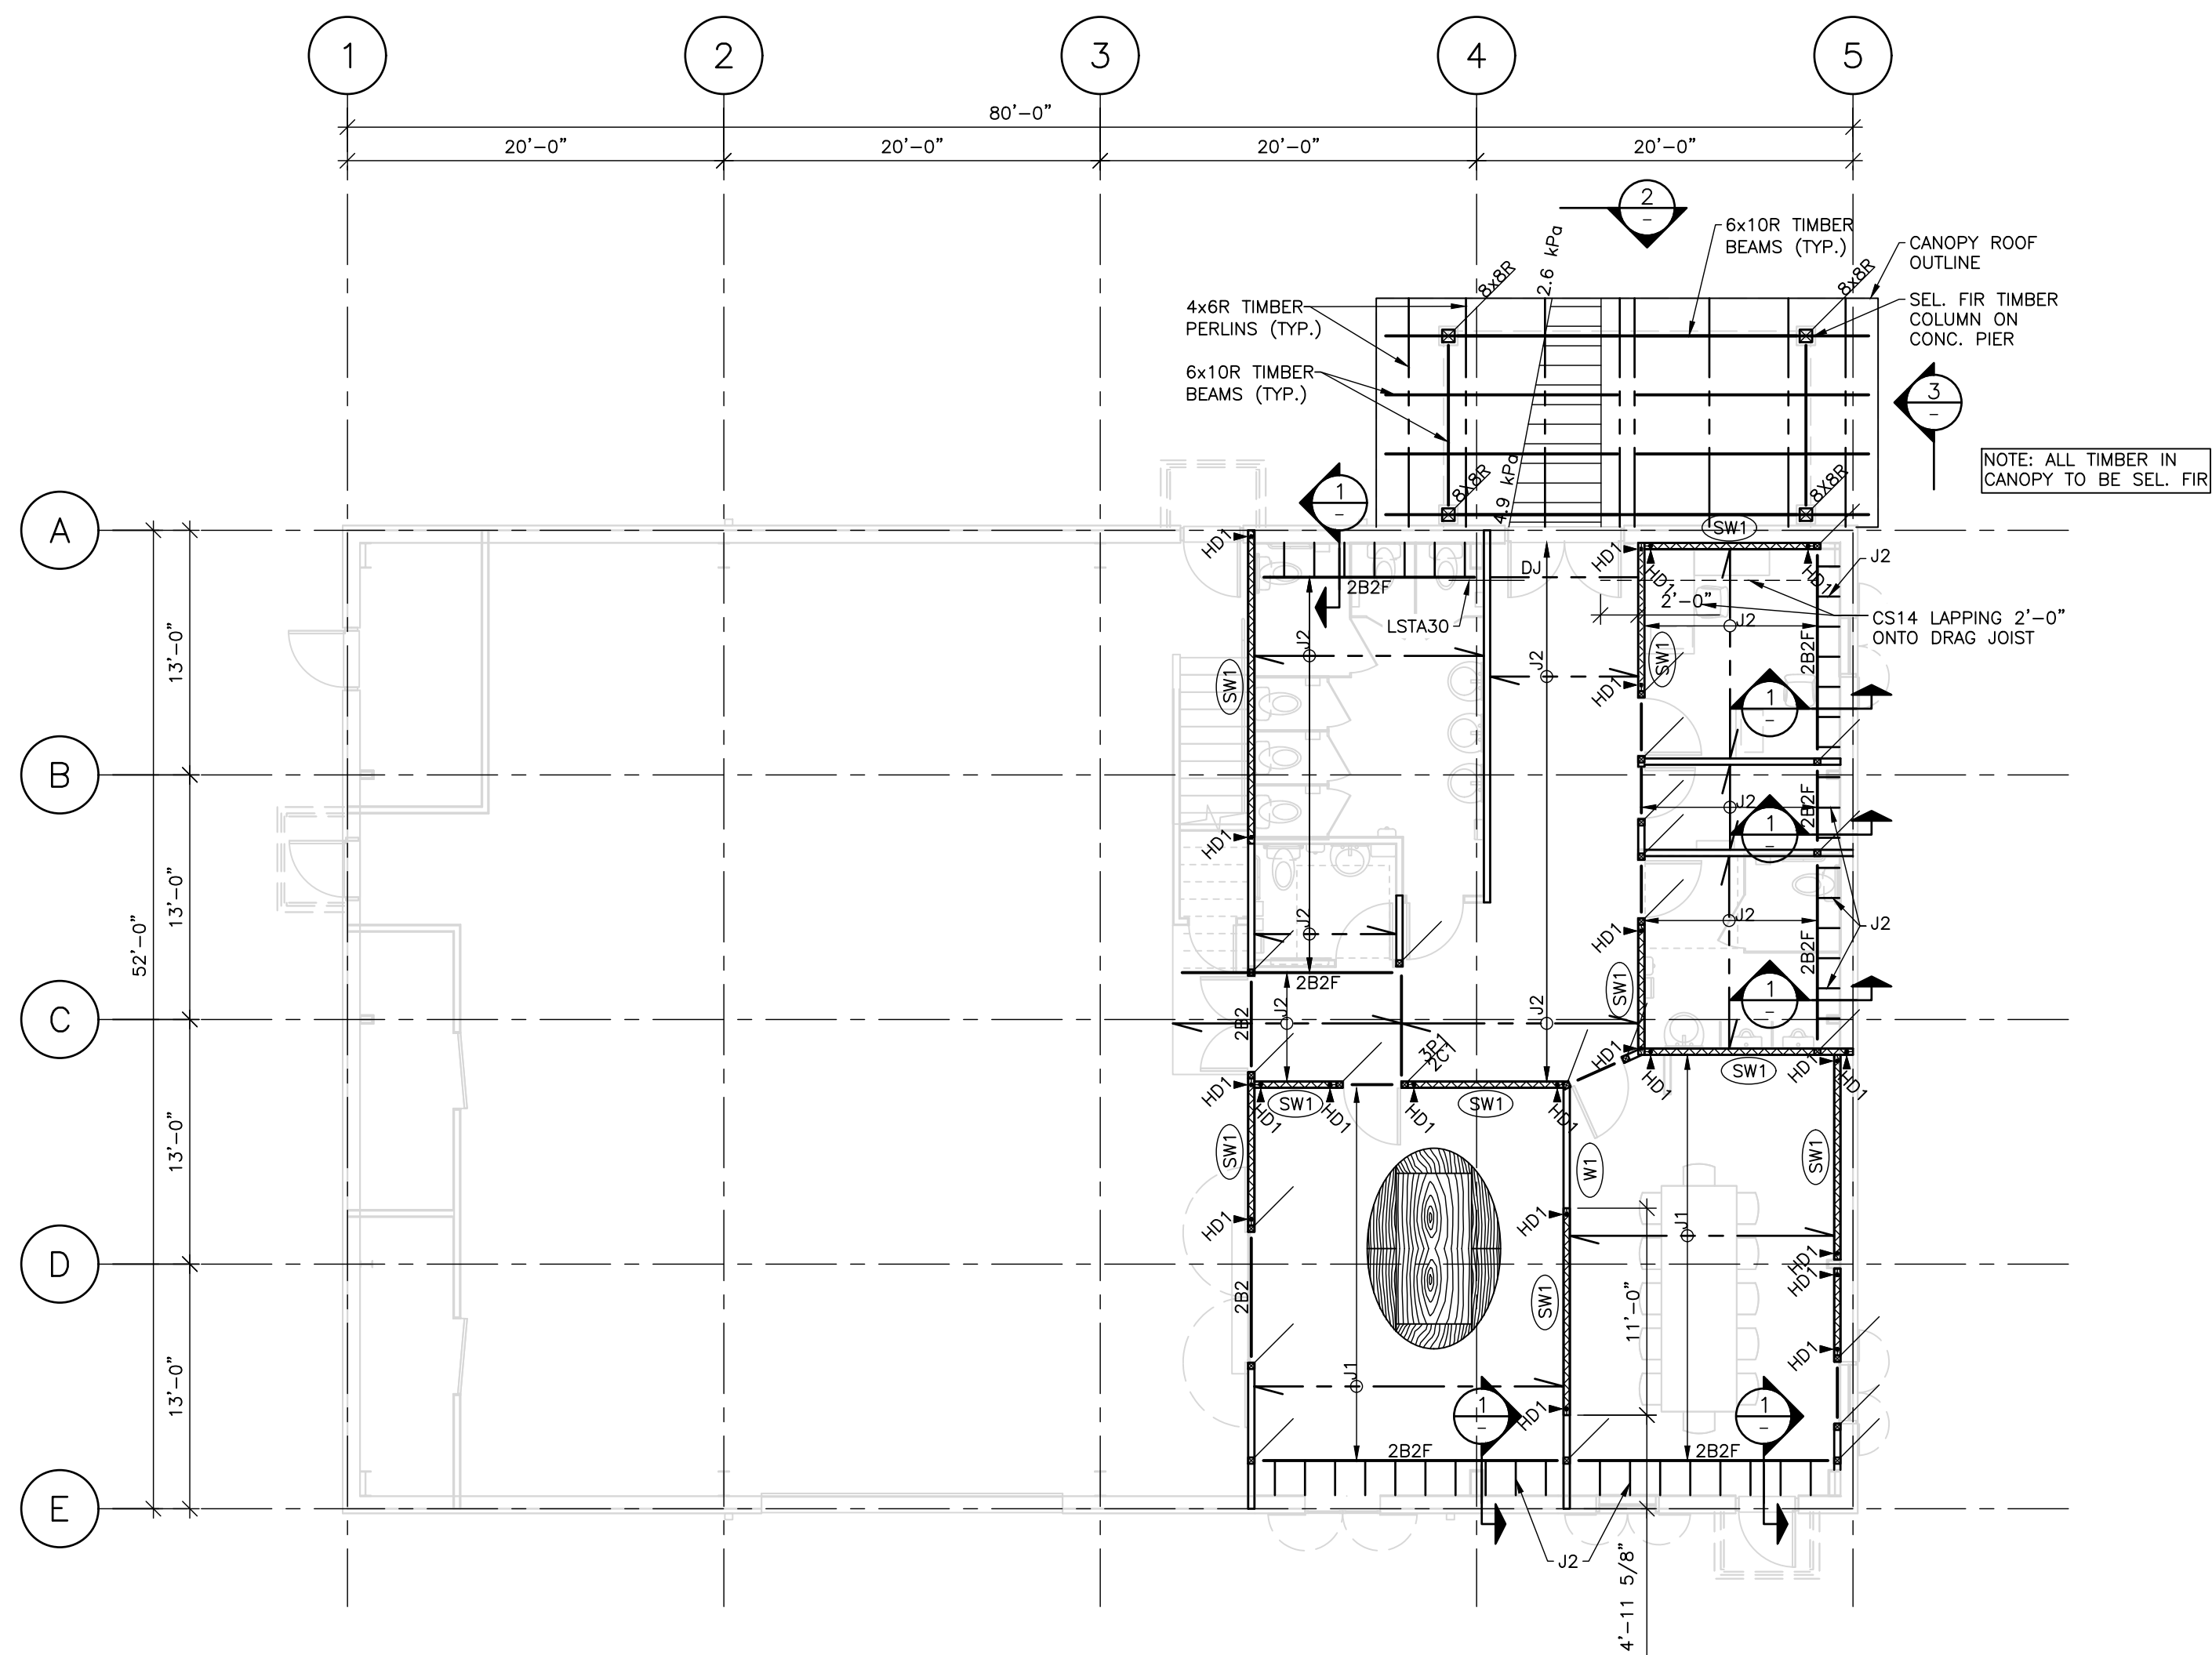 1
2
3
4
5
80'-0"
20'-0"
20'-0"
20'-0"
20'-0"
2
-
6x10R TIMBER
BEAMS (TYP.)
CANOPY ROOF
OUTLINE
2.6 kPa
8x8R
8x8R
4x6R TIMBER
PERLINS (TYP.)
SEL. FIR TIMBER
COLUMN ON
CONC. PIER
6x10R TIMBER
BEAMS (TYP.)
3
-
NOTE: ALL TIMBER IN
CANOPY TO BE SEL. FIR
4.9 kPa
8x8R
8x8R
1
-
A
SW1
HD1
HD1
HD1
HD1
J2
DJ
2B2F
2'-0"
LSTA30
CS14 LAPPING 2'-0"
ONTO DRAG JOIST
J2
J2
J2
SW1
SW1
2B2F
HD1
1
-
13'-0"
B
J2
2B2F
1
-
HD1
13'-0"
52'-0"
J2
J2
J2
HD1
2B2F
2B2F
SW1
1
-
C
J2
J2
2B2
3P1
2C1
HD1
HD1
HD1
HD1
HD1
HD1
HD1
HD1
HD1
SW1
SW1
SW1
13'-0"
SW1
W1
SW1
HD1
HD1
J1
HD1
HD1
D
2B2
SW1
11'-0"
HD1
J1
HD1
1
-
1
-
13'-0"
2B2F
2B2F
E
J2
4'-11 5/8"